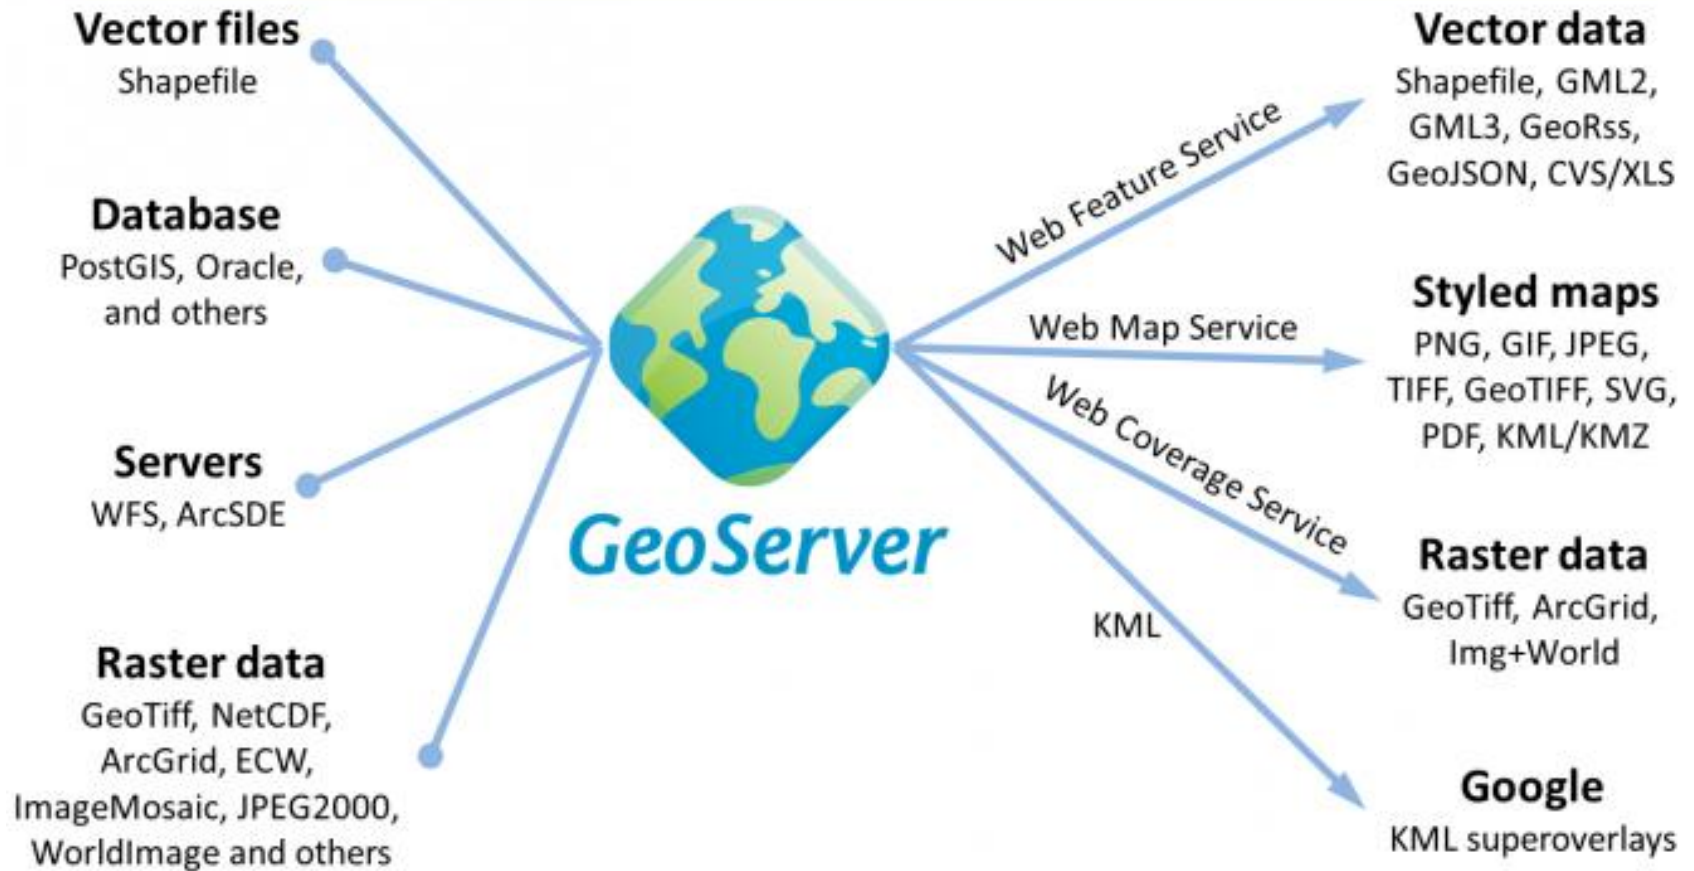 Vector files
Shapefile
Database
PostGIS, Oracle,
and others
Servers
WFS, ArcSDE
Raster data
GeoTiff, NetCDF,
ArcGrid, ECW,
ImageMosaic, JPEG2000,
WorldImage and others
GeoServer
Web Feature Service
Web Map Service
Web Coverage Service
KML
Vector data
Shapefile, GML2,
GML3, GeoRss,
GeoJSON, CVS/XLS
Styled maps
PNG, GIF, JPEG,
TIFF, GeoTIFF, SVG,
PDF, KML/KMZ
Raster data
GeoTiff, ArcGrid,
Img+World
Google
KML superoverlays